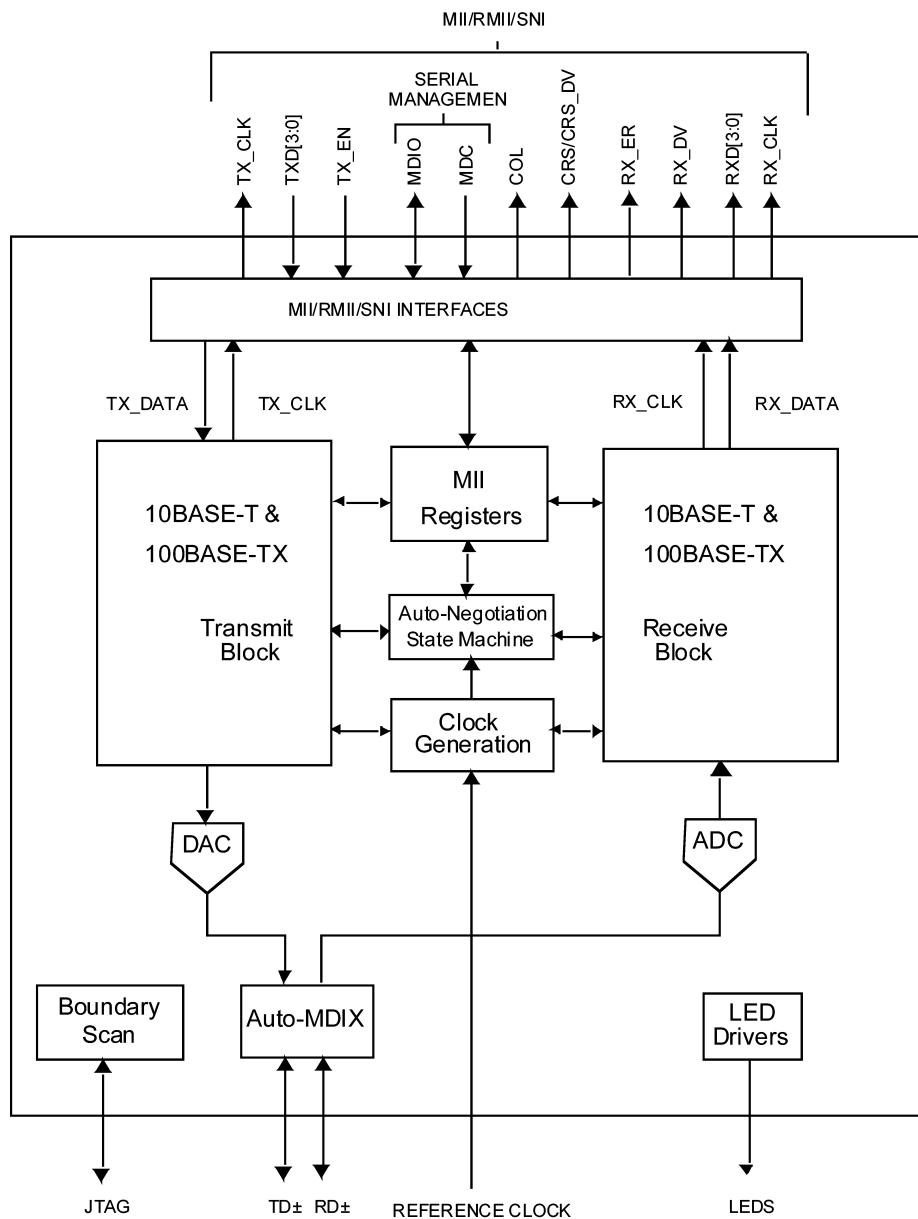 MII/RMII/SNI
SERIAL
MANAGEMEN
TX_CLK
TXD[3:0]
TX_EN
MDIO
MDC
COL
CRS/CRS_DV
RX_ER
RX_DV
RXD[3:0]
RX_CLK
MII/RMII/SNI INTERFACES
TX_DATA
TX_CLK
RX_CLK
RX_DATA
10BASE-T &
100BASE-TX
Transmit
Block
MII
Registers
Auto-Negotiation
State Machine
Clock
Generation
10BASE-T &
100BASE-TX
Receive
Block
DAC
ADC
Boundary
Scan
Auto-MDIX
LED
Drivers
JTAG
TD±
RD±
REFERENCE CLOCK
LEDS